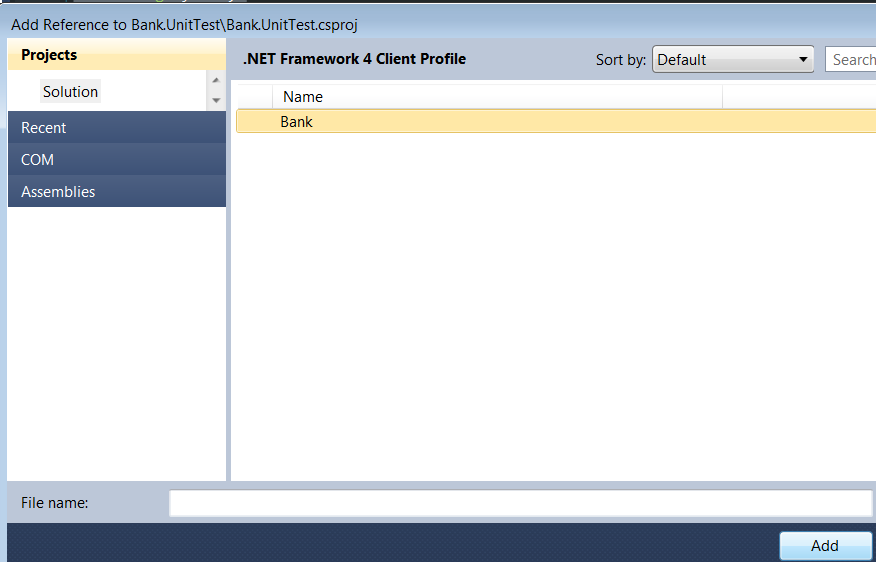 Add Reference to Bank.UnitTest\Bank.UnitTest.csproj
Projects
.NET Framework 4 Client Profile
Sort by: Default
Search
Solution
Name
Bank
Recent
COM
Assemblies
File name:
Add